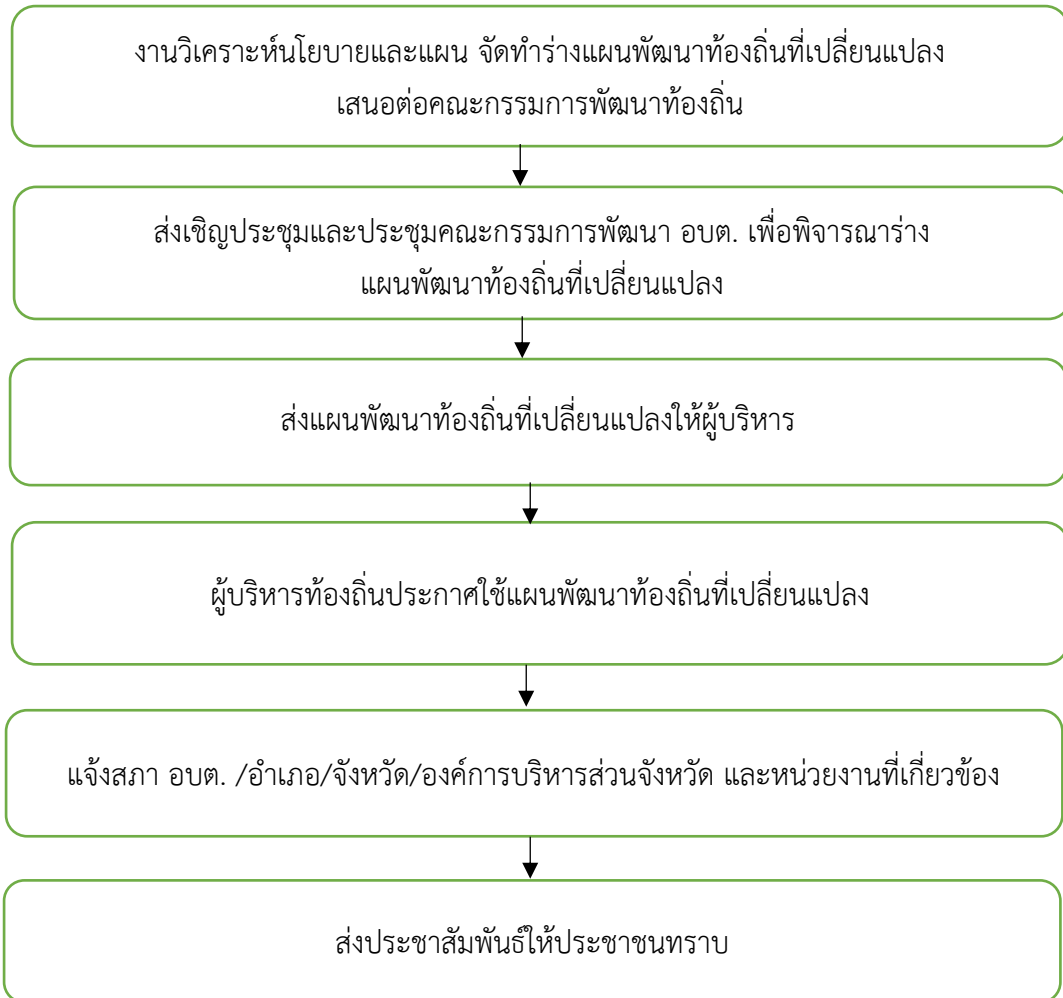 งานวิเคราะห์นโยบายและแผน จัดทำร่างแผนพัฒนาท้องถิ่นที่เปลี่ยนแปลง
เสนอต่อคณะกรรมการพัฒนาท้องถิ่น
ส่งเชิญประชุมและประชุมคณะกรรมการพัฒนา อบต. เพื่อพิจารณาร่าง
แผนพัฒนาท้องถิ่นที่เปลี่ยนแปลง
ส่งแผนพัฒนาท้องถิ่นที่เปลี่ยนแปลงให้ผู้บริหาร
ผู้บริหารท้องถิ่นประกาศใช้แผนพัฒนาท้องถิ่นที่เปลี่ยนแปลง
แจ้งสภา อบต. /อำเภอ/จังหวัด/องค์การบริหารส่วนจังหวัด และหน่วยงานที่เกี่ยวข้อง
ส่งประชาสัมพันธ์ให้ประชาชนทราบ